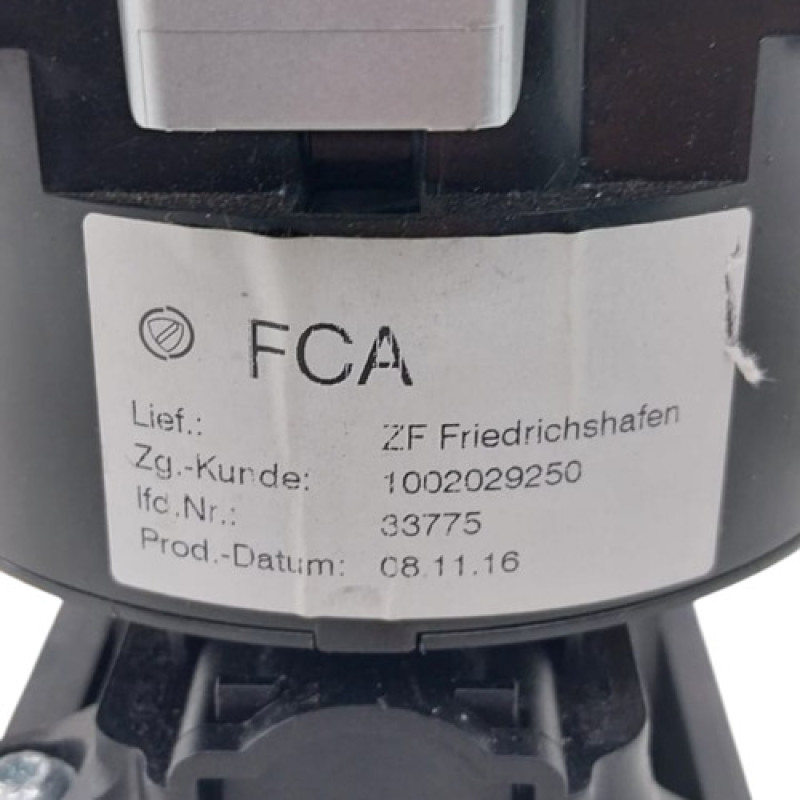 FCA
Lief.: ZF Friedrichshafen
Zg.-Kunde: 1002029250
lfd.Nr.: 33775
Prod.-Datum: 08.11.16